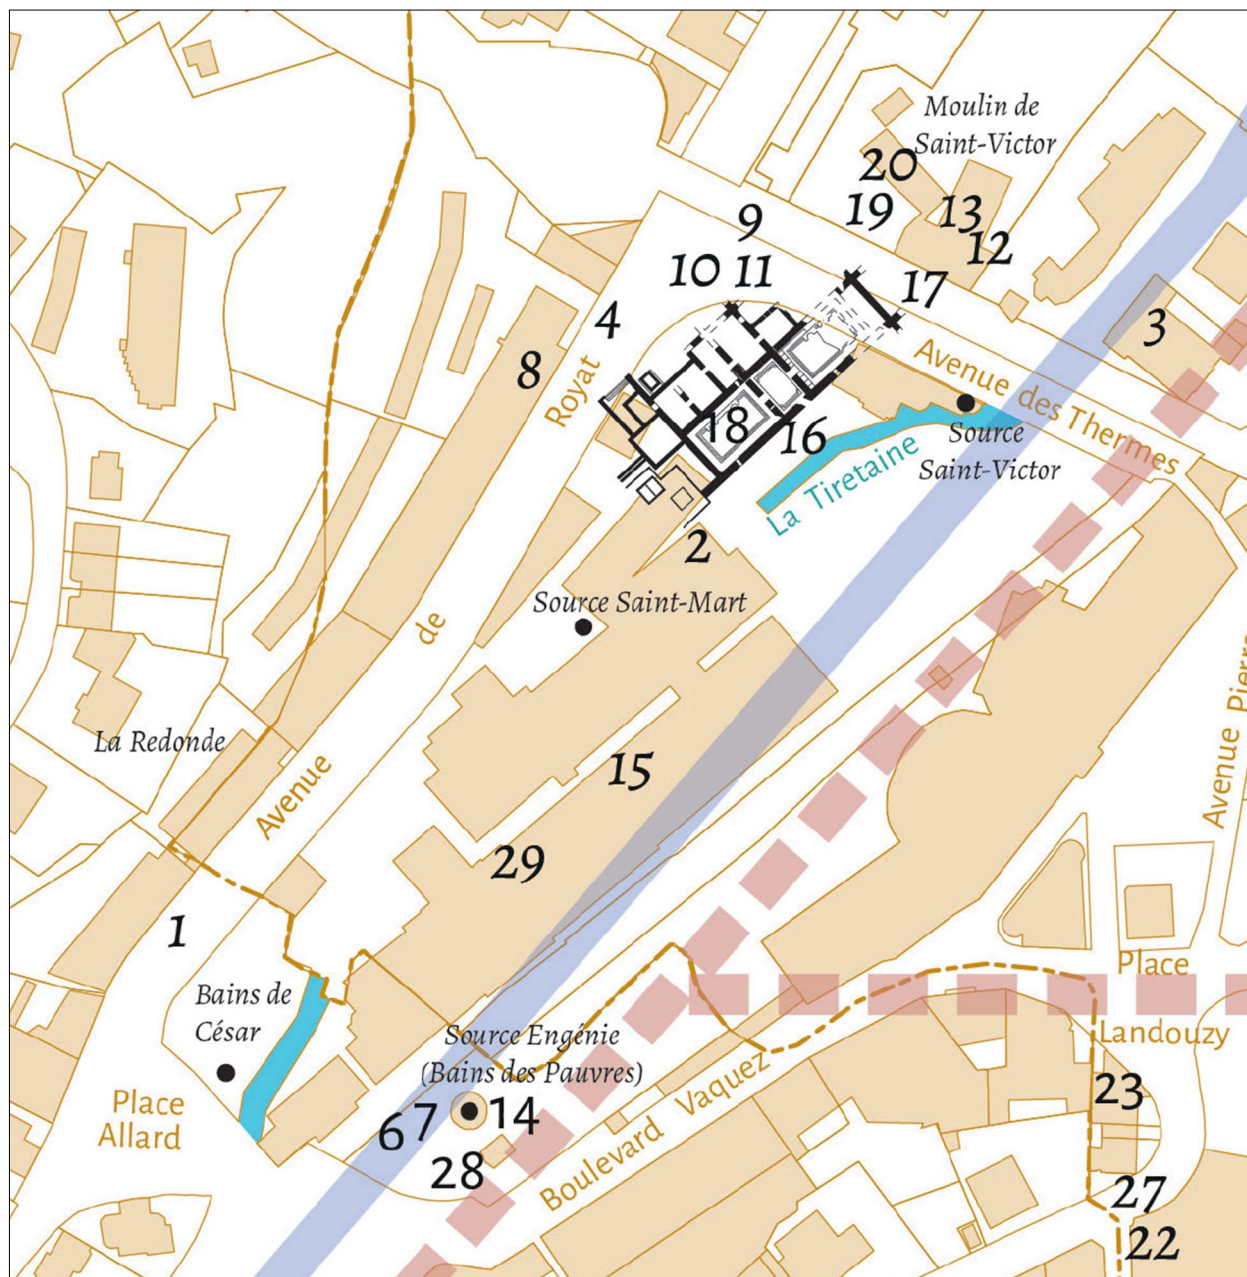 Moulin de
Saint-Victor
20
19
13
12
9
10
11
17
4
3
8
Royat
Avenue des Thermes
18
16
Source
Saint-Victor
La Tiretaine
2
Source Saint-Mart
de
La Redonde
15
Avenue
Avenue Pierre
29
1
Bains de
César
Place
Landouzy
Source Engénie
(Bains des Pauvres)
Place
Allard
6
7
14
28
Boulevard Vaquez
23
27
22